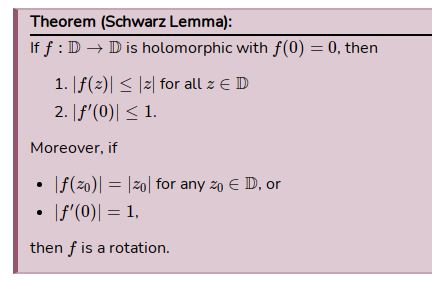 Theorem (Schwarz Lemma):
If f : 𝔻 → 𝔻 is holomorphic with f(0) = 0, then
1. |f(z)| ≤ |z| for all z ∈ 𝔻
2. |f′(0)| ≤ 1.
Moreover, if
• |f(z₀)| = |z₀| for any z₀ ∈ 𝔻, or
• |f′(0)| = 1,
then f is a rotation.